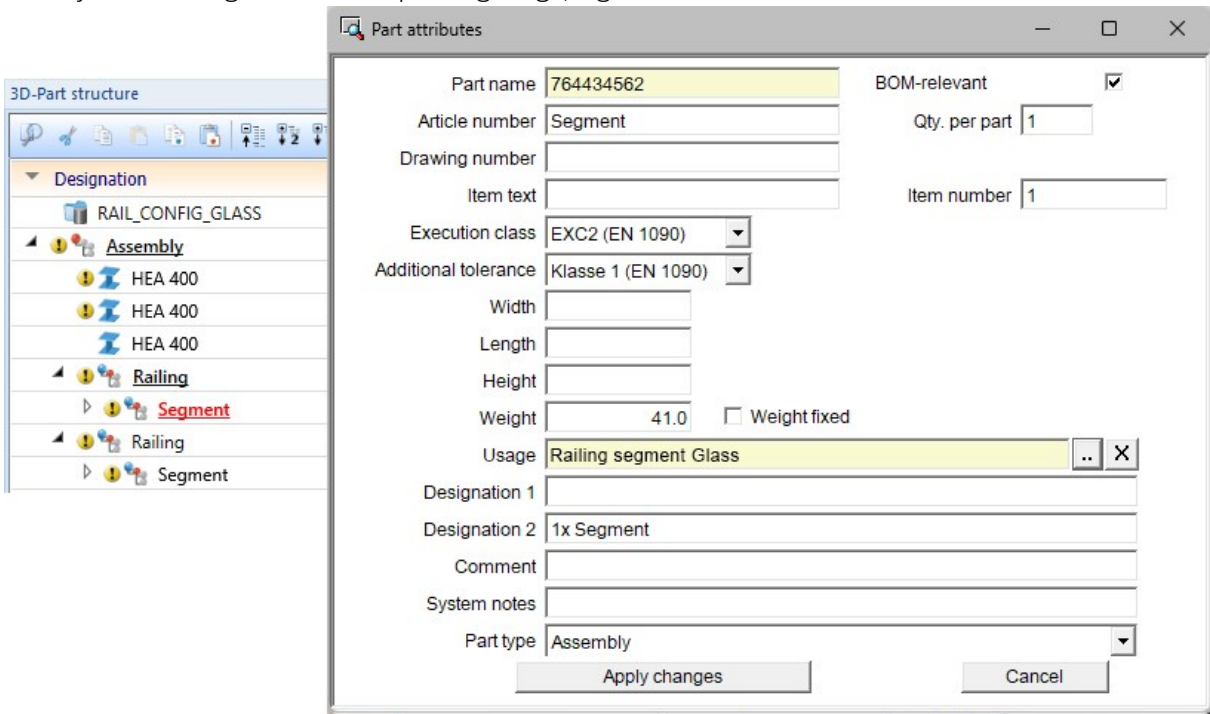 Part attributes
3D-Part structure
Designation
RAIL_CONFIG_GLASS
Assembly
HEA 400
HEA 400
HEA 400
Railing
Segment
Railing
Segment
Part name 764434562 BOM-relevant
Article number Segment Qty. per part 1
Drawing number
Item text Item number 1
Execution class EXC2 (EN 1090)
Additional tolerance Klasse 1 (EN 1090)
Width
Length
Height
Weight 41.0 Weight fixed
Usage Railing segment Glass .. X
Designation 1
Designation 2 1x Segment
Comment
System notes
Part type Assembly
Apply changes Cancel